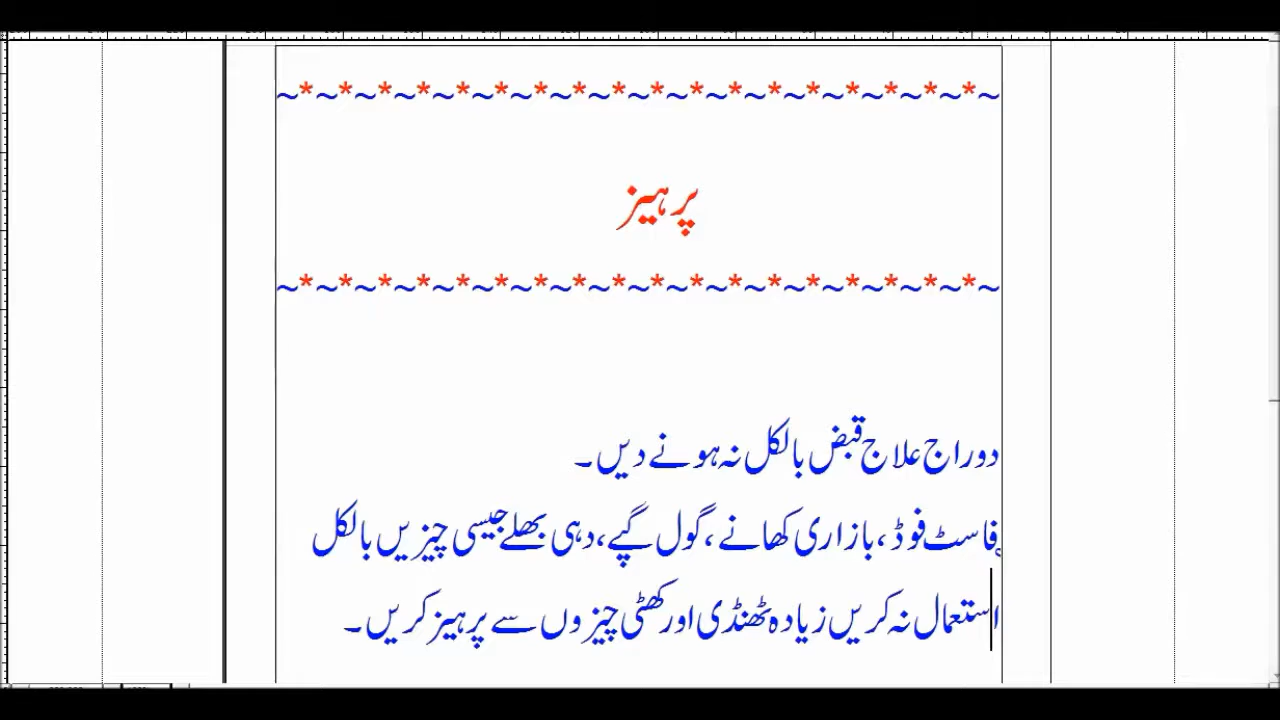 ~*~*~*~*~*~*~*~*~*~*~*~*~*~*~*~*~*~*~
پرہیز
~*~*~*~*~*~*~*~*~*~*~*~*~*~*~*~*~*~*~
دوراج علاج قبض بالکل نہ ہونے دیں۔
فاسٹ فوڈ، بازاری کھانے، گول گپے، دہی بھلے جیسی چیزیں بالکل
استعمال نہ کریں زیادہ ٹھنڈی اور کھٹی چیزوں سے پرہیز کریں۔